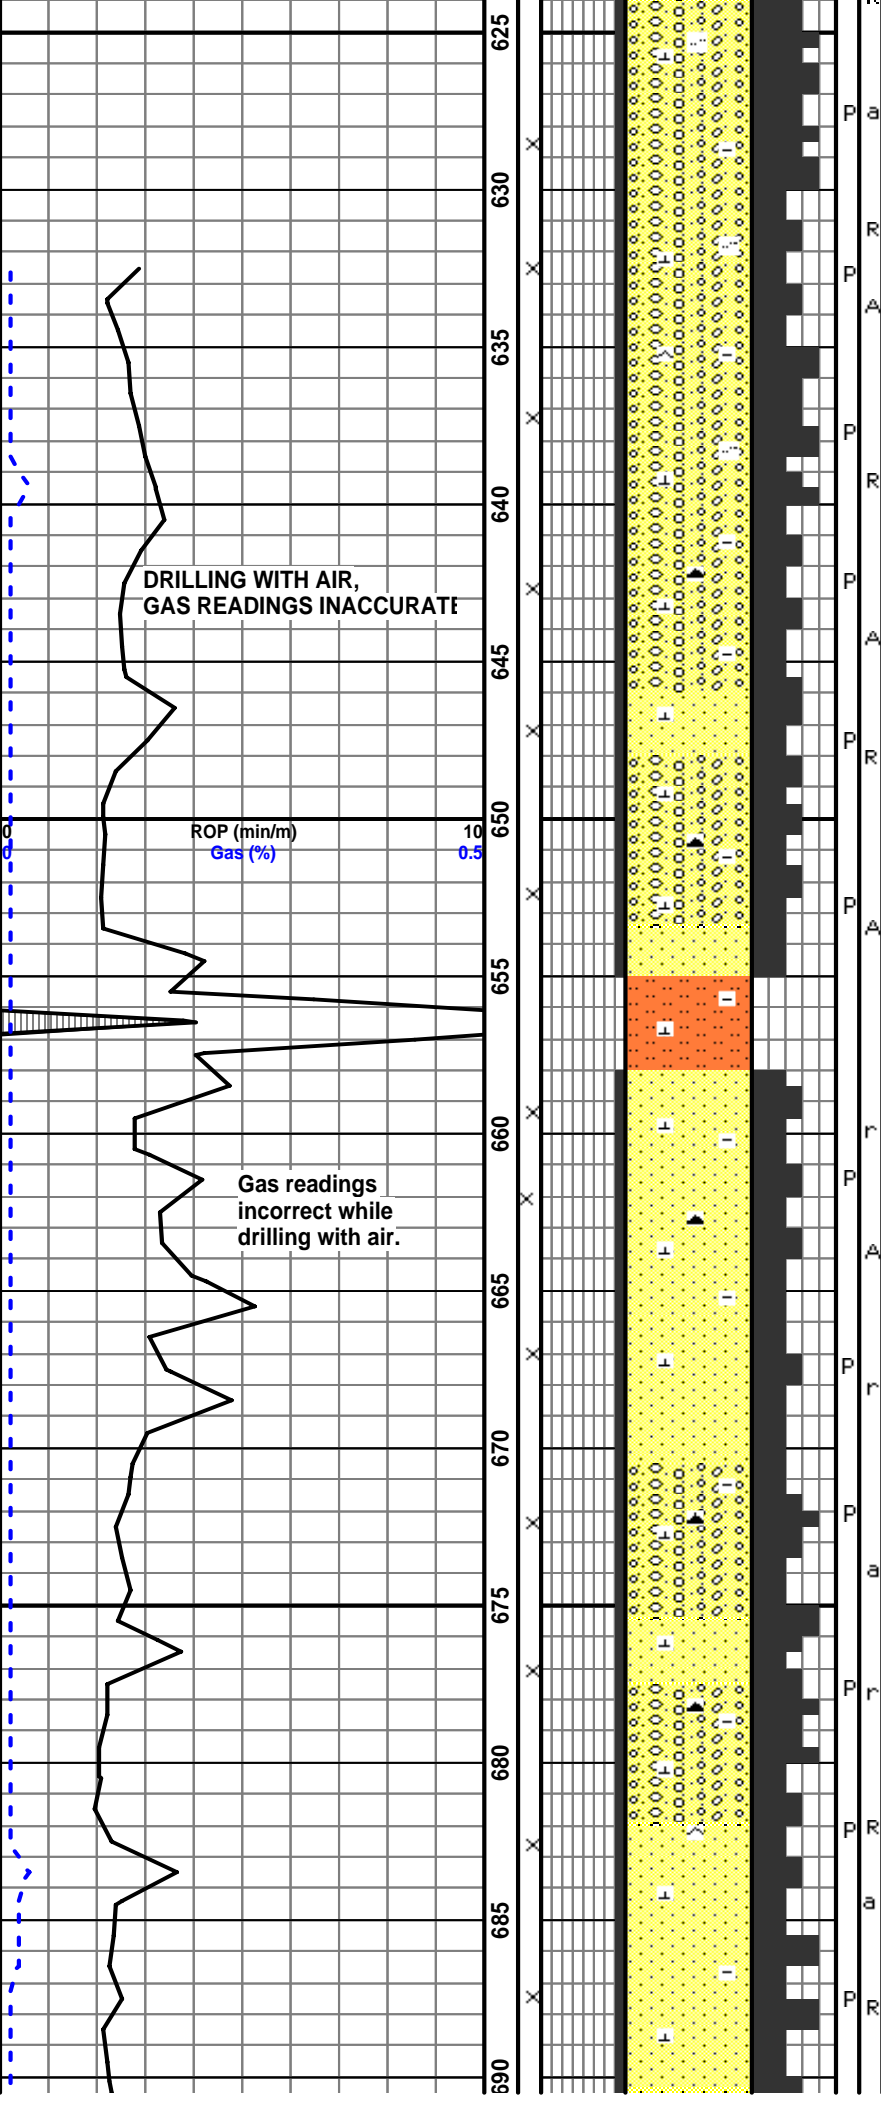 625
P a
630
R
P
A
635
P
R
640
DRILLING WITH AIR,
GAS READINGS INACCURATE
P
A
645
P
R
650
0 ROP (min/m) 10
0 Gas (%) 0.5
P
A
655
660
r
P
Gas readings
incorrect while
drilling with air.
A
665
P
r
670
P
a
675
P r
680
P R
a
685
P
R
690